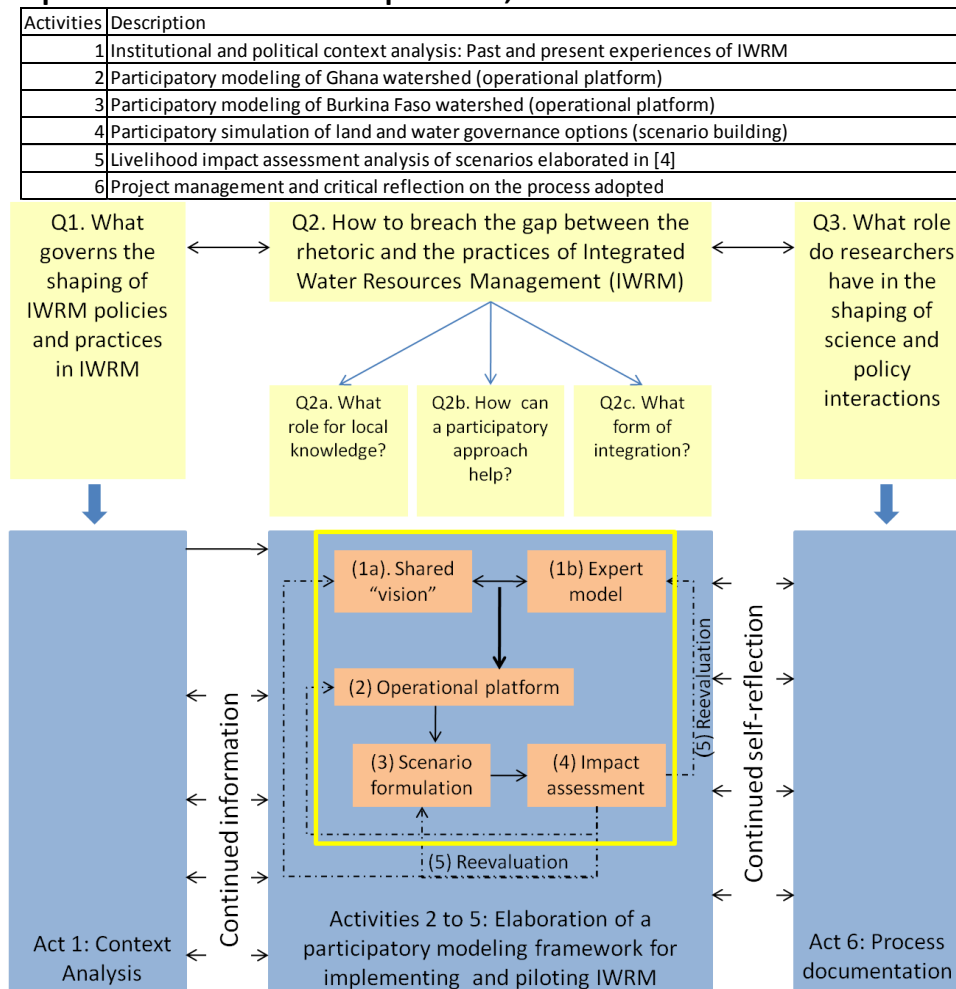 Activities Description
1 Institutional and political context analysis: Past and present experiences of IWRM
2 Participatory modeling of Ghana watershed (operational platform)
3 Participatory modeling of Burkina Faso watershed (operational platform)
4 Participatory simulation of land and water governance options (scenario building)
5 Livelihood impact assessment analysis of scenarios elaborated in [4]
6 Project management and critical reflection on the process adopted
Q1. What
governs the
shaping of
IWRM policies
and practices
in IWRM
Q2. How to breach the gap between the
rhetoric and the practices of Integrated
Water Resources Management (IWRM)
Q3. What role
do researchers
have in the
shaping of
science and
policy
interactions
Q2a. What
role for local
knowledge?
Q2b. How can
a participatory
approach
help?
Q2c. What
form of
integration?
(1a). Shared
“vision”
(1b) Expert
model
(2) Operational platform
(3) Scenario
formulation
(4) Impact
assessment
(5) Reevaluation
(5) Reevaluation
Continued information
Continued self-reflection
Act 1: Context
Analysis
Activities 2 to 5: Elaboration of a
participatory modeling framework for
implementing and piloting IWRM
Act 6: Process
documentation